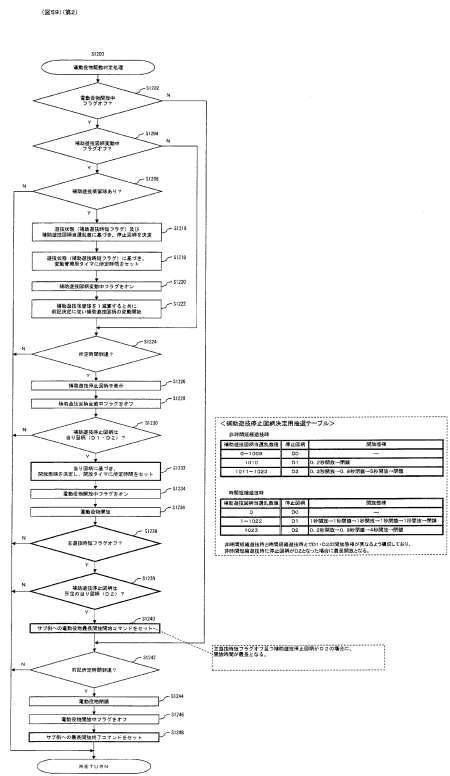 (図59)(第2)
S1200
電動役物駆動判定処理
S1202
電動役物開放中
フラグオフ?
N
Y
S1204
補助遊技図柄変動中
フラグオフ?
N
Y
S1206
補助遊技保留球あり?
N
Y
遊技状態(補助遊技時短フラグ)及び
補助遊技図柄当選乱数に基づき、停止図柄を決定
S1216
遊技状態(補助遊技時短フラグ)に基づき、
変動管理用タイマに所定時間をセット
S1218
S1220
補助遊技図柄変動中フラグをオン
補助遊技保留球を1減算すると共に
前記決定に従い補助遊技図柄の変動開始
S1222
S1224
所定時間到達?
N
Y
S1226
補助遊技停止図柄を表示
S1228
補助遊技図柄変動中フラグをオフ
S1230
補助遊技停止図柄は
当り図柄(D1・D2)?
N
Y
当り図柄に基づき、
開放態様を決定し、開放タイマに所定時間をセット
S1232
S1234
電動役物開放中フラグをオン
S1236
電動役物開放
S1238
主遊技時短フラグオフ?
N
Y
S1239
補助遊技停止図柄は
所定の当り図柄(D2)?
N
Y
S1240
サブ側への電動役物最長開放開始コマンドをセット
S1242
前記所定時間到達?
N
Y
S1244
電動役物閉鎖
S1246
電動役物開放中フラグをオフ
S1248
サブ側への最長開放終了コマンドをセット
RETURN
<補助遊技停止図柄決定用抽選テーブル>
非時間短縮遊技時
補助遊技図柄当選乱数値 停止図柄 開放態様
0~1009 D0 ―
1010 D1 0.2秒開放→閉鎖
1011~1023 D2 0.2秒開放→0.8秒閉鎖→5秒開放→閉鎖
時間短縮遊技時
補助遊技図柄当選乱数値 停止図柄 開放態様
0 D0 ―
1~1022 D1 1秒開放→1秒閉鎖→1秒開放→1秒閉鎖→1秒開放→閉鎖
1023 D2 0.2秒開放→0.8秒閉鎖→4秒開放→閉鎖
非時間短縮遊技時と時間短縮遊技時とでD1・D2の開放態様が異なるよう構成しており、
非時間短縮遊技時に停止図柄がD2となった場合に最長開放となる。
主遊技時短フラグオフ且つ補助遊技停止図柄がD2の場合に、
開放時間が最長となる。